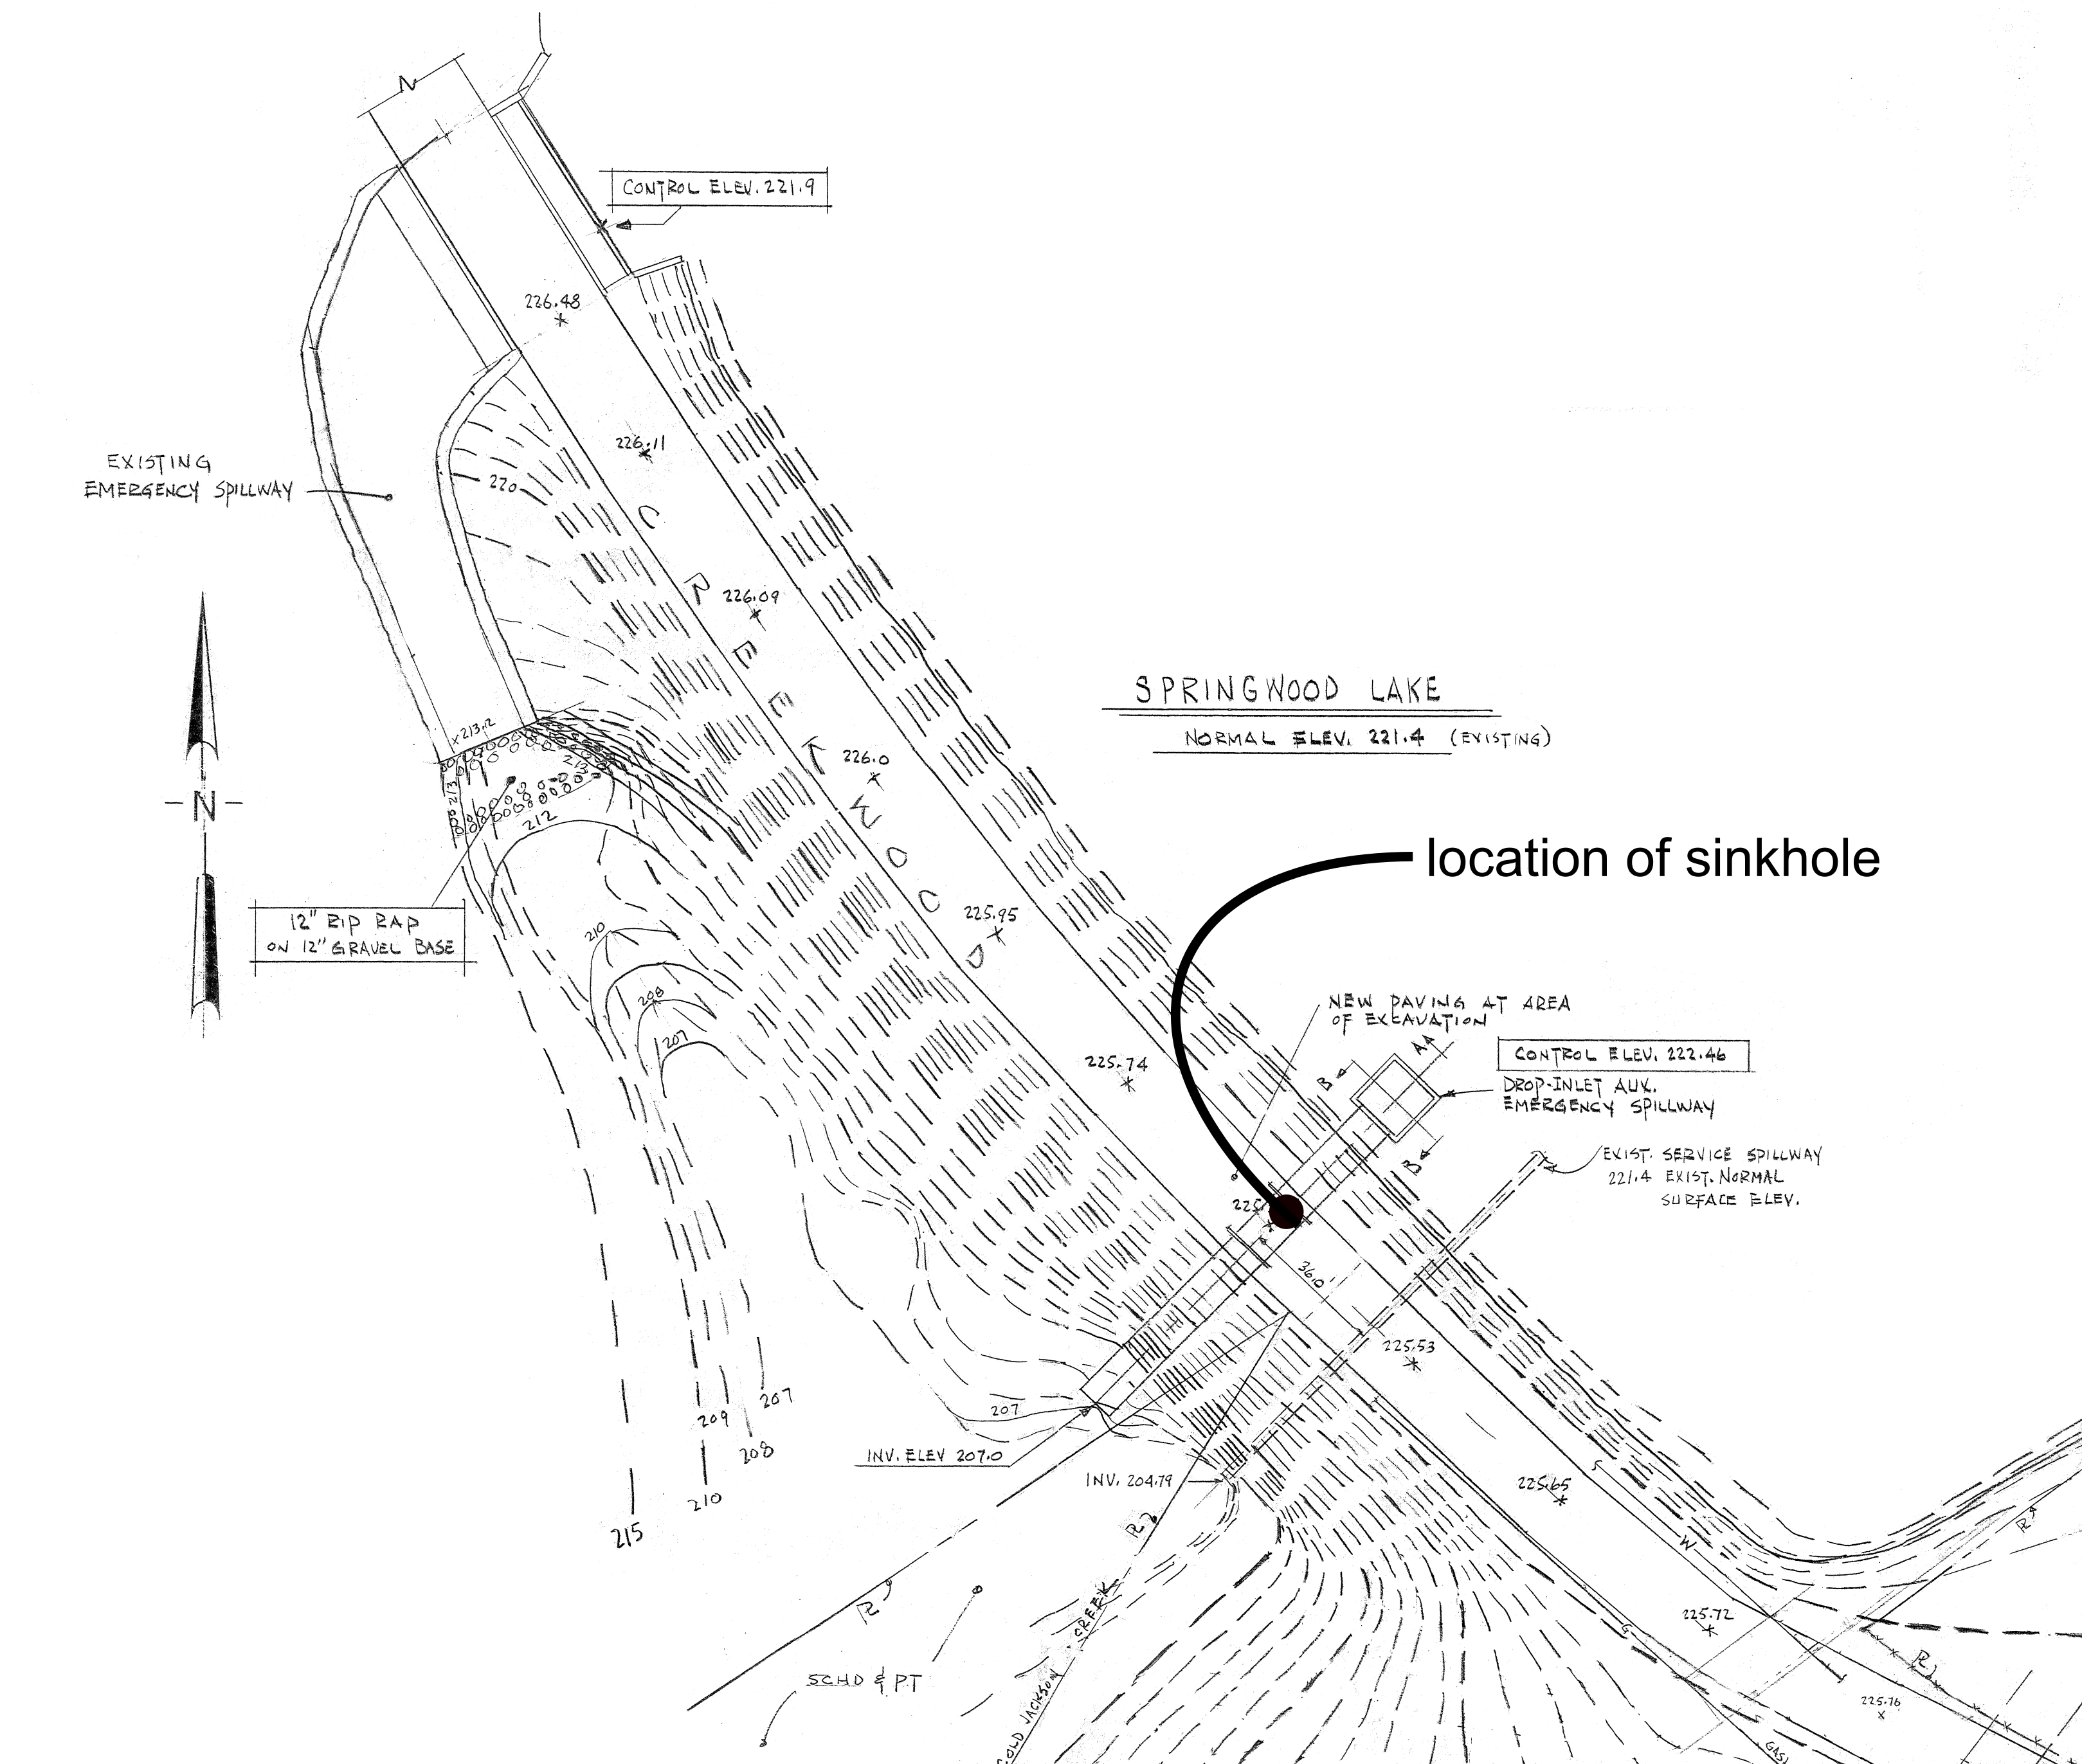 N
CONTROL ELEV. 221.9
226.48
226.11
EXISTING
EMERGENCY SPILLWAY
220
CREEKWOOD
226.09
SPRINGWOOD LAKE
NORMAL ELEV. 221.4 (EXISTING)
x213.2
213
213
226.0
-N-
212
location of sinkhole
12" RIP RAP
ON 12" GRAVEL BASE
225.95
210
208
NEW PAVING AT AREA
OF EXCAVATION
207
AA
CONTROL ELEV. 222.46
225.74
B
DROP-INLET AUX.
EMERGENCY SPILLWAY
B
EXIST. SERVICE SPILLWAY
221.4 EXIST. NORMAL
SURFACE ELEV.
225
36.0'
225.53
207
209
207
208
INV. ELEV 207.0
INV. 204.79
225.65
210
S
215
W
225.72
G
SCHD & PT
OLD JACKSON CREEK
225.76
GAS